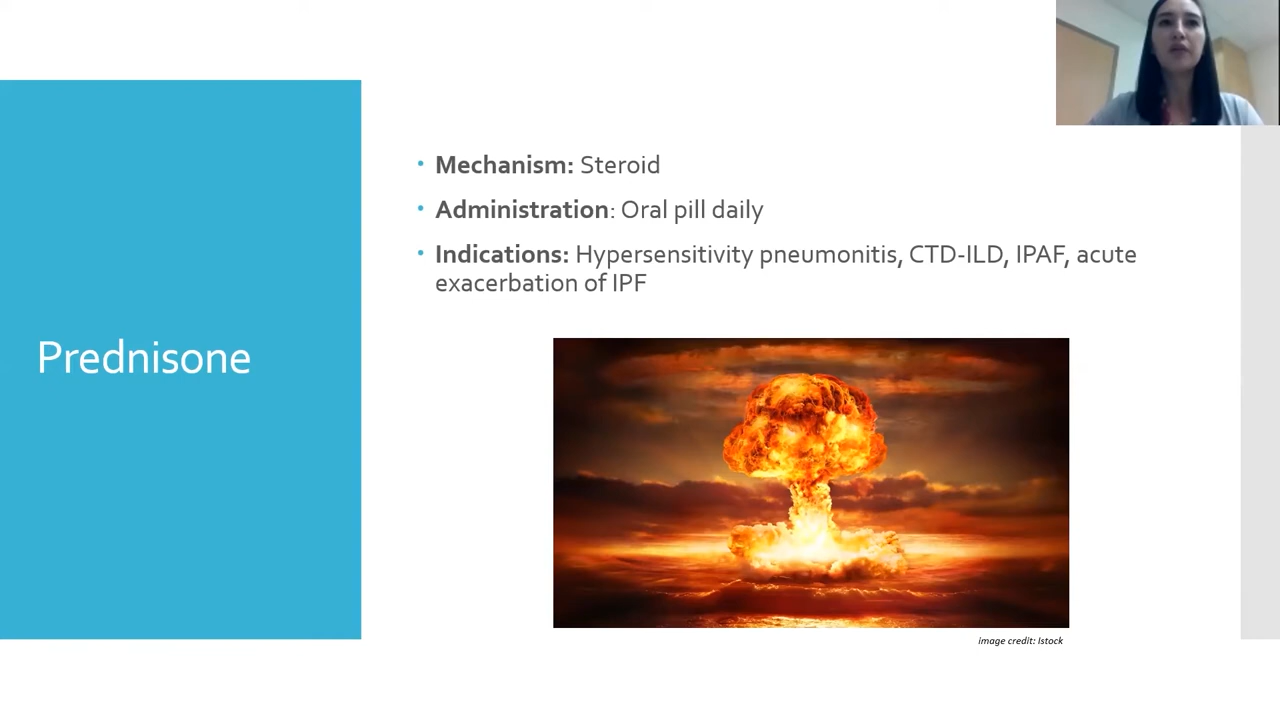 Prednisone
• Mechanism: Steroid
• Administration: Oral pill daily
• Indications: Hypersensitivity pneumonitis, CTD-ILD, IPAF, acute
exacerbation of IPF
image credit: Istock